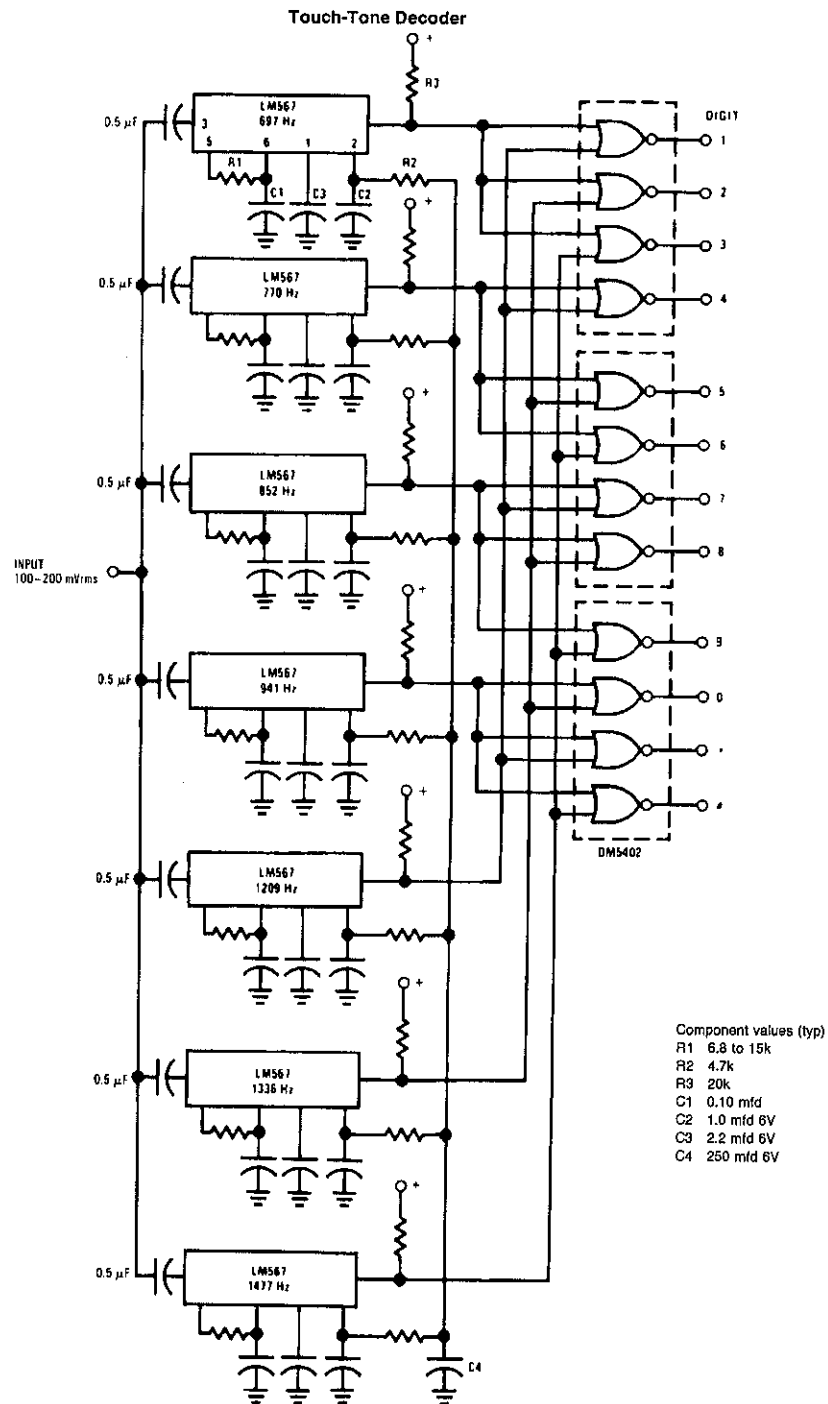 Touch-Tone Decoder
+
R3
LM567
697 Hz
0.5 µF
3
5
6
1
2
R1
C1
C3
C2
R2
DIGIT
1
2
3
4
+
LM567
770 Hz
0.5 µF
5
6
7
8
+
LM567
852 Hz
0.5 µF
INPUT
100–200 mVrms
+
LM567
941 Hz
0.5 µF
9
0
*
#
DM5402
+
LM567
1209 Hz
0.5 µF
+
LM567
1336 Hz
0.5 µF
+
LM567
1477 Hz
0.5 µF
C4
Component values (typ)
R1 6.8 to 15k
R2 4.7k
R3 20k
C1 0.10 mfd
C2 1.0 mfd 6V
C3 2.2 mfd 6V
C4 250 mfd 6V